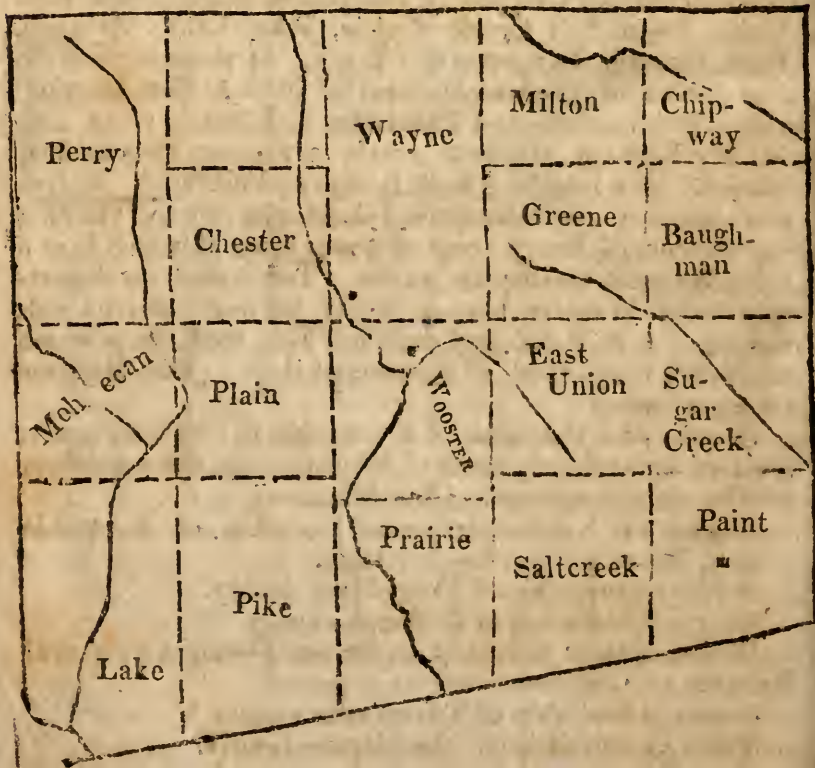 Milton
Chip-
way
Perry
Wayne
Greene
Chester
Baugh-
man
Moh ecan
Plain
East
Union
Su-
gar
Creek
WOOSTER
Prairie
Paint
Saltcreek
Pike
Lake